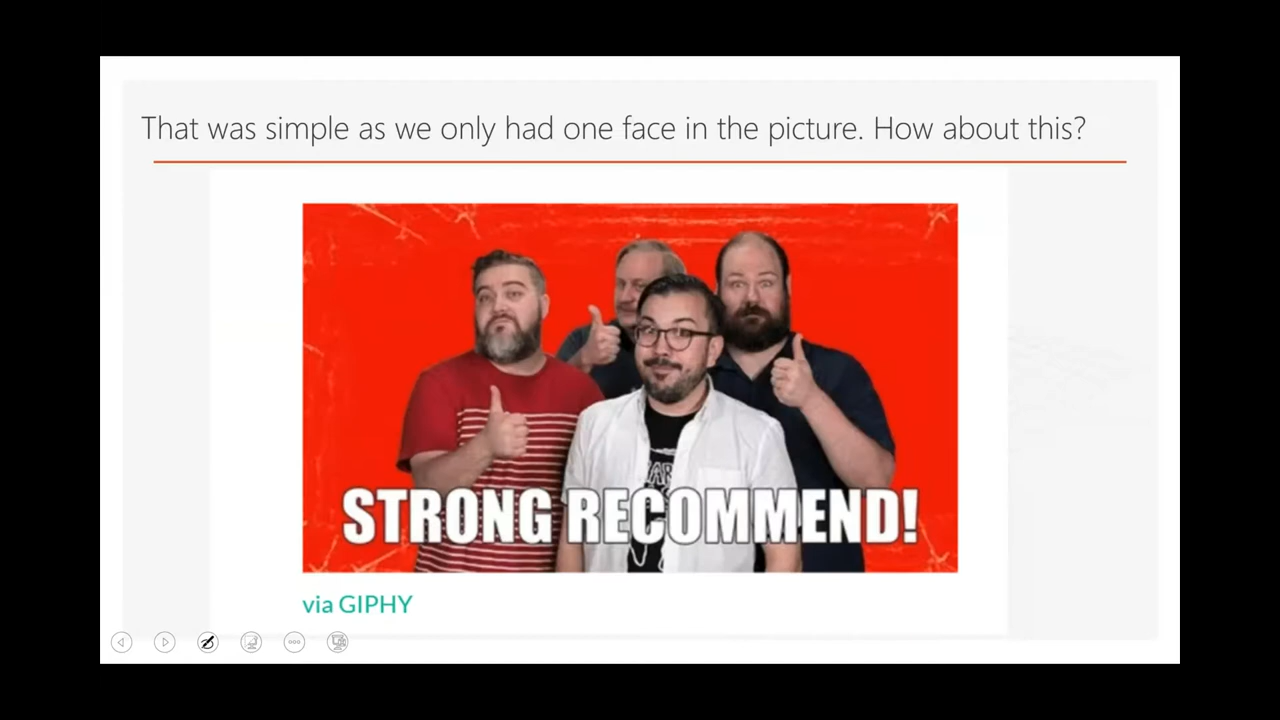 That was simple as we only had one face in the picture. How about this?
STRONG RECOMMEND!
via GIPHY